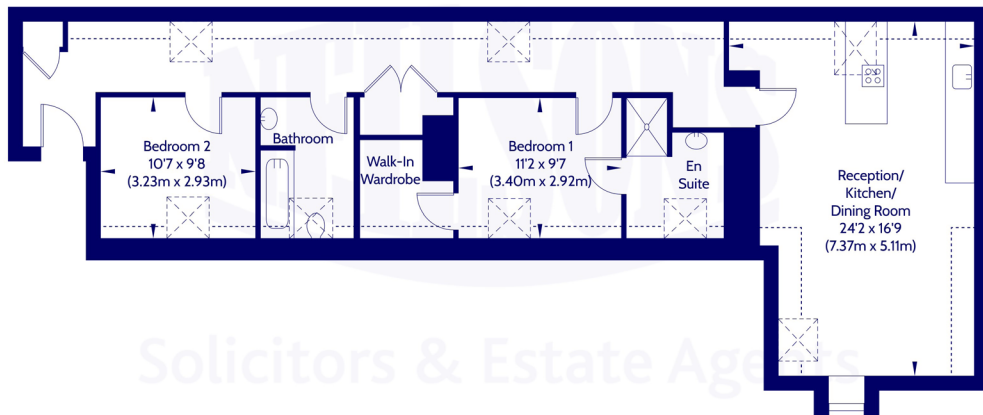 NEILSONS
Solicitors & Estate Agents
Bedroom 2
10'7 x 9'8
(3.23m x 2.93m)
Bathroom
Walk-In
Wardrobe
Bedroom 1
11'2 x 9'7
(3.40m x 2.92m)
En
Suite
Reception/
Kitchen/
Dining Room
24'2 x 16'9
(7.37m x 5.11m)